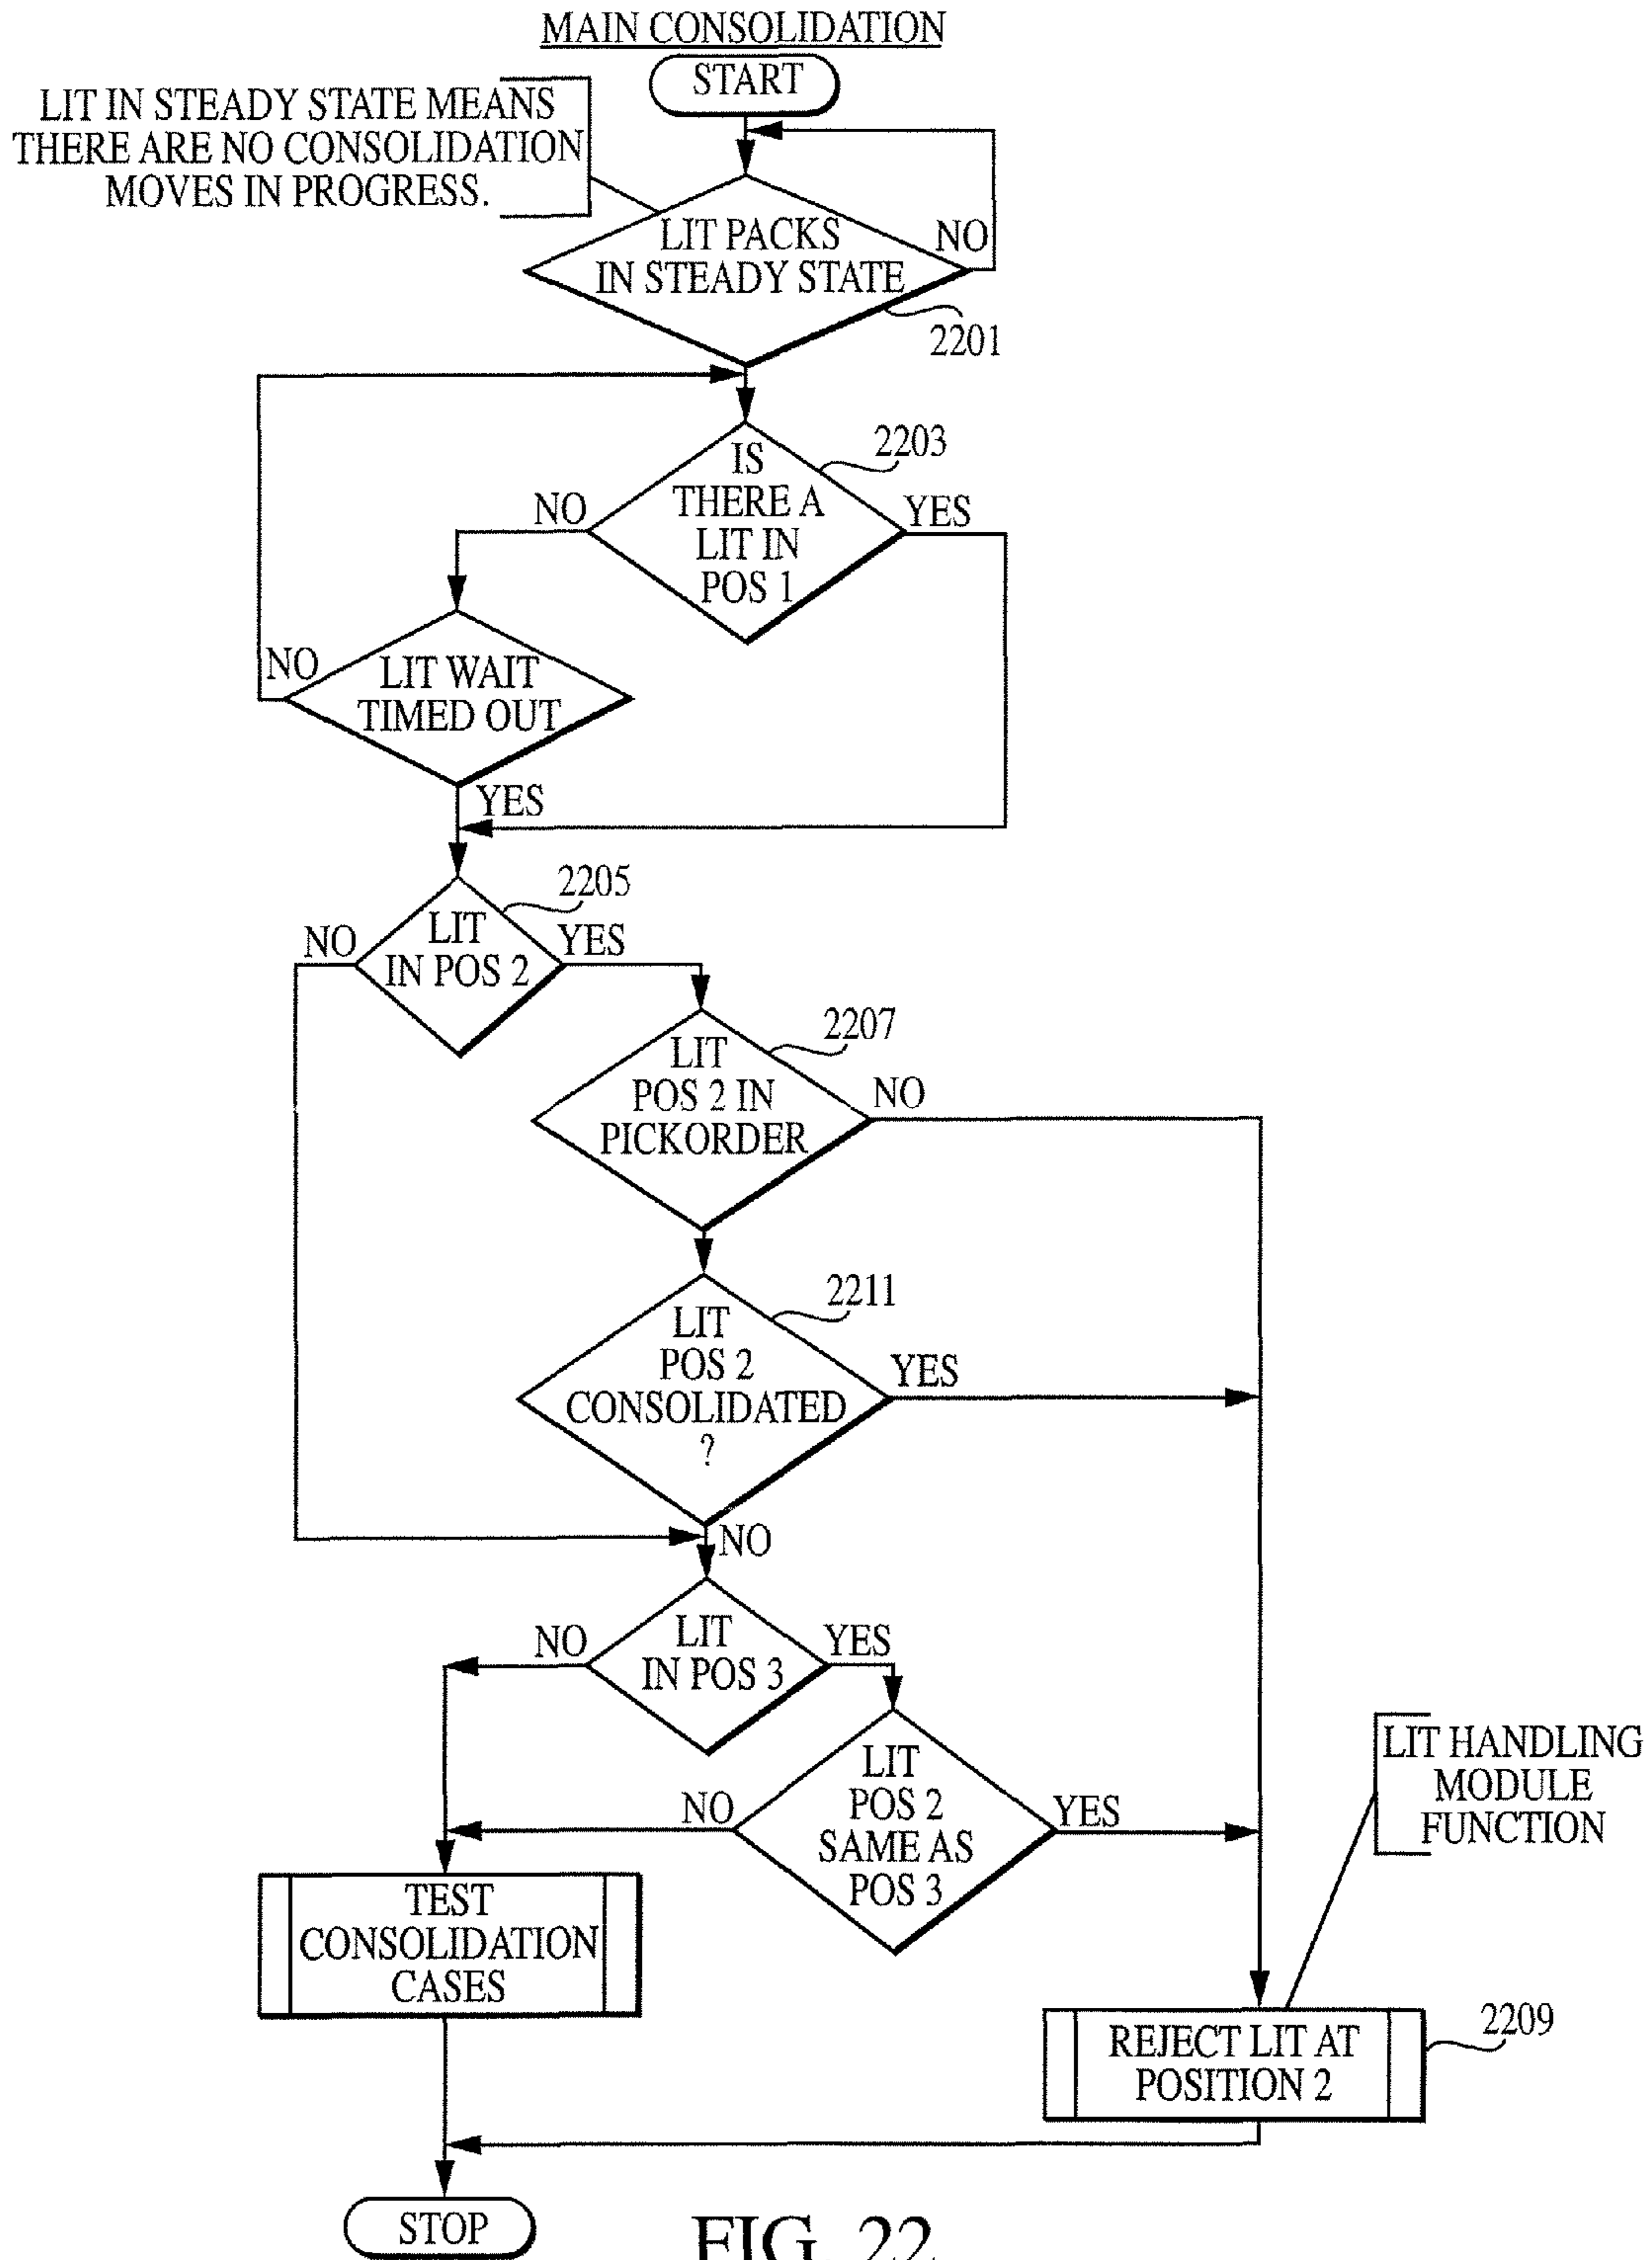 MAIN CONSOLIDATION
START
LIT IN STEADY STATE MEANS
THERE ARE NO CONSOLIDATION
MOVES IN PROGRESS.
LIT PACKS
IN STEADY STATE
NO
2201
IS
THERE A
LIT IN
POS 1
2203
NO
YES
LIT WAIT
TIMED OUT
NO
YES
LIT
IN POS 2
2205
NO
YES
LIT
POS 2 IN
PICKORDER
2207
NO
LIT
POS 2
CONSOLIDATED
?
2211
YES
NO
LIT
IN POS 3
NO
YES
LIT
POS 2
SAME AS
POS 3
NO
YES
LIT HANDLING
MODULE
FUNCTION
TEST
CONSOLIDATION
CASES
REJECT LIT AT
POSITION 2
2209
STOP
FIG. 22